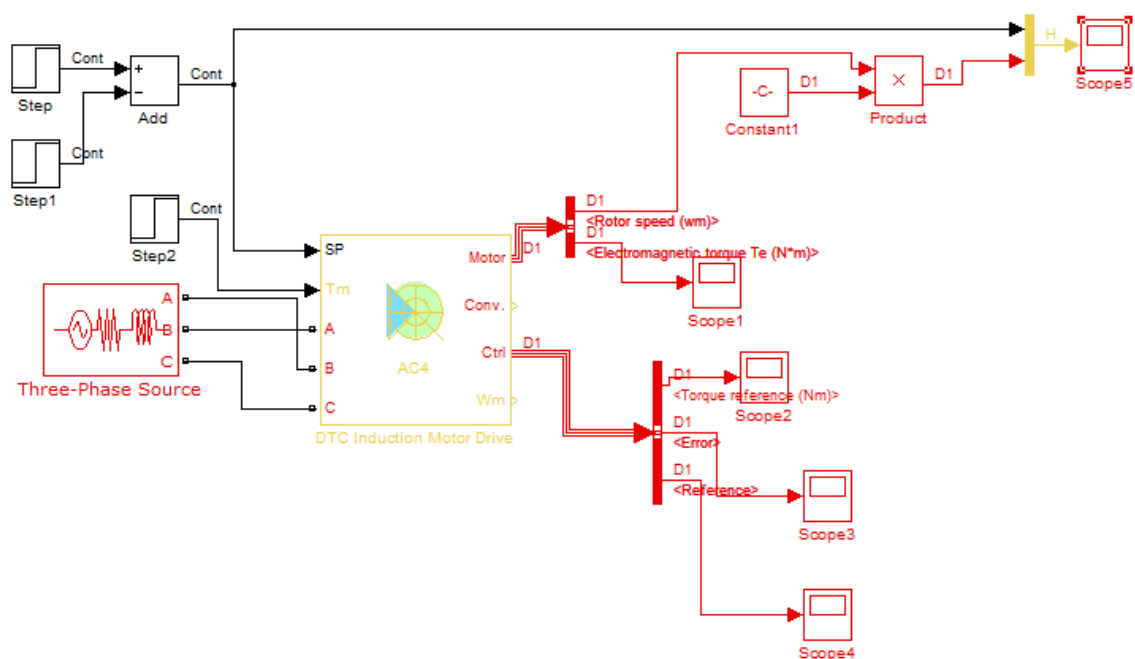 Cont
Step
+
−
Add
Cont
Cont
Step1
Cont
Step2
H
Scope5
D1
-C-
Constant1
×
D1
Product
D1
<Rotor speed (wm)>
D1
<Electromagnetic torque Te (N*m)>
Scope1
SP
Tm
A
B
C
Motor
D1
Conv.
Ctrl
D1
Wm
AC4
DTC Induction Motor Drive
A
B
C
Three-Phase Source
D1
<Torque reference (Nm)>
Scope2
D1
<Error>
D1
<Reference>
Scope3
Scope4